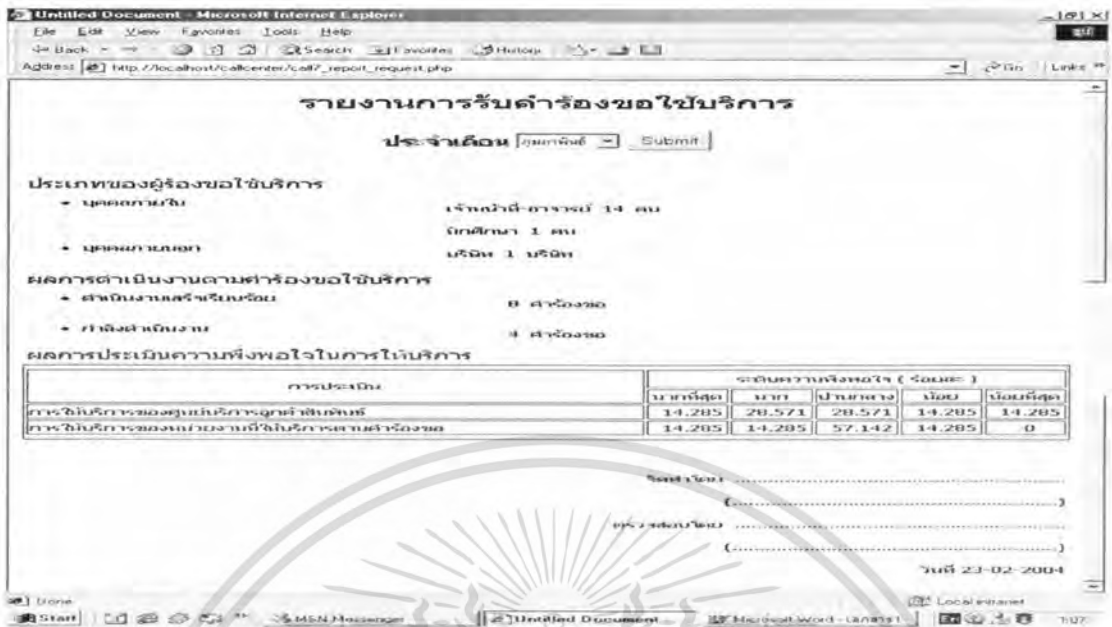 Untitled Document - Microsoft Internet Explorer
File Edit View Favorites Tools Help
Back Search Favorites History
Address http://localhost/callcenter/call7_report_request.php Go Links
รายงานการรับคำร้องขอใช้บริการ
ประจำเดือน กุมภาพันธ์ Submit
ประเภทของผู้ร้องขอใช้บริการ
บุคคลภายใน เจ้าหน้าที่-อาจารย์ 14 คน
นักศึกษา 1 คน
บุคคลภายนอก บริษัท 1 บริษัท
ผลการดำเนินงานตามคำร้องขอใช้บริการ
ดำเนินงานเสร็จเรียบร้อย 8 คำร้องขอ
กำลังดำเนินงาน 4 คำร้องขอ
ผลการประเมินความพึงพอใจในการให้บริการ
การประเมิน ระดับความพึงพอใจ ( ร้อยละ )
มากที่สุด มาก ปานกลาง น้อย น้อยที่สุด
การให้บริการของศูนย์บริการลูกค้าสัมพันธ์ 14.285 28.571 28.571 14.285 14.285
การให้บริการของหน่วยงานที่ให้บริการตามคำร้องขอ 14.285 14.285 57.142 14.285 0
จัดทำโดย ................................................
(................................................)
ตรวจสอบโดย ................................................
(................................................)
วันที่ 23-02-2004
Done Local intranet
Start MSN Messenger Untitled Document - Microsoft Word - 1:07